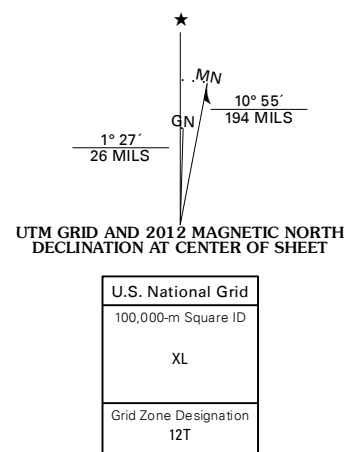 ★
MN
GN
10° 55´
194 MILS
1° 27´
26 MILS
UTM GRID AND 2012 MAGNETIC NORTH
DECLINATION AT CENTER OF SHEET
U.S. National Grid
100,000-m Square ID
XL
Grid Zone Designation
12T